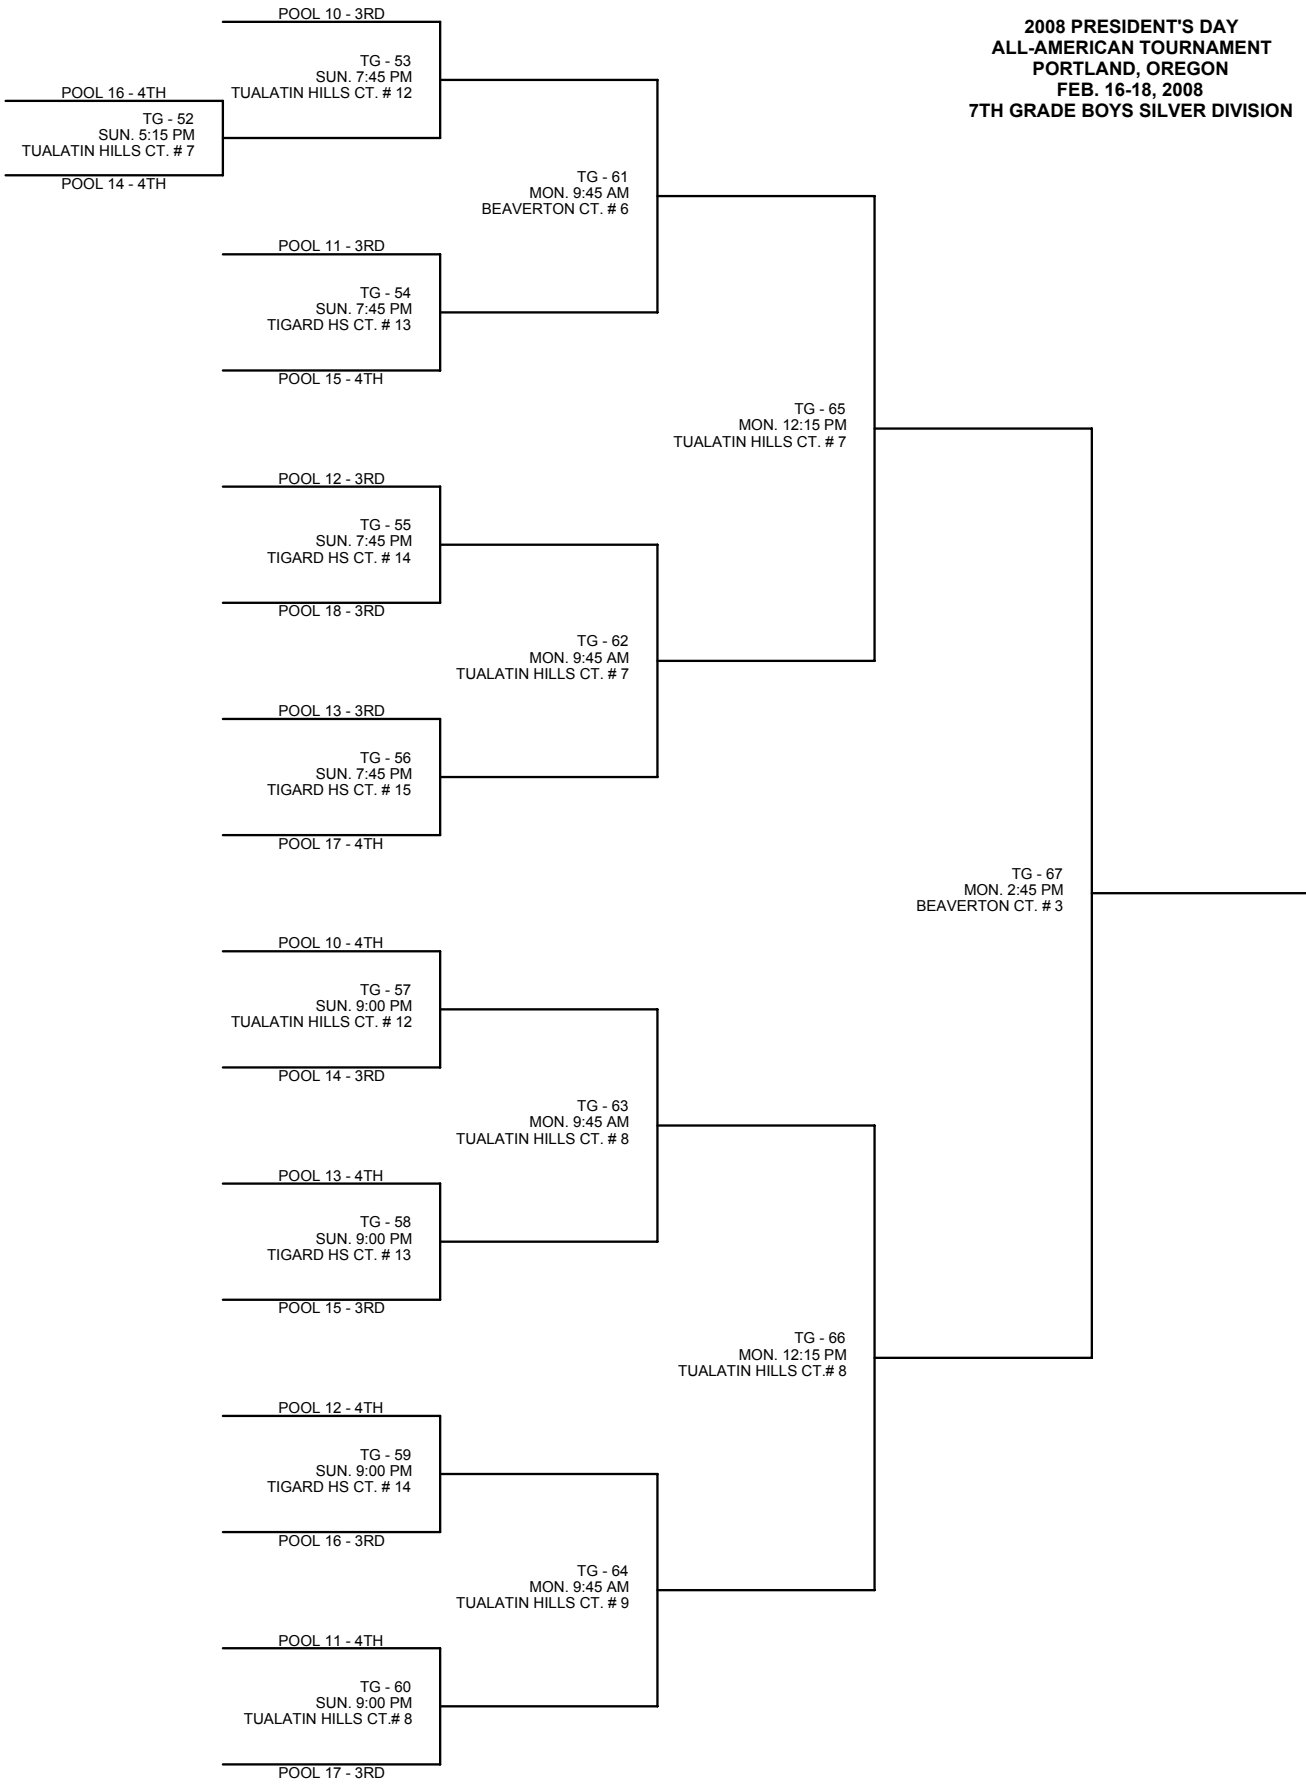 POOL 10 - 3RD
2008 PRESIDENT'S DAY
ALL-AMERICAN TOURNAMENT
PORTLAND, OREGON
FEB. 16-18, 2008
7TH GRADE BOYS SILVER DIVISION
TG - 53
SUN. 7:45 PM
TUALATIN HILLS CT. # 12
POOL 16 - 4TH
TG - 52
SUN. 5:15 PM
TUALATIN HILLS CT. # 7
POOL 14 - 4TH
TG - 61
MON. 9:45 AM
BEAVERTON CT. # 6
POOL 11 - 3RD
TG - 54
SUN. 7:45 PM
TIGARD HS CT. # 13
POOL 15 - 4TH
TG - 65
MON. 12:15 PM
TUALATIN HILLS CT. # 7
POOL 12 - 3RD
TG - 55
SUN. 7:45 PM
TIGARD HS CT. # 14
POOL 18 - 3RD
TG - 62
MON. 9:45 AM
TUALATIN HILLS CT. # 7
POOL 13 - 3RD
TG - 56
SUN. 7:45 PM
TIGARD HS CT. # 15
POOL 17 - 4TH
TG - 67
MON. 2:45 PM
BEAVERTON CT. # 3
POOL 10 - 4TH
TG - 57
SUN. 9:00 PM
TUALATIN HILLS CT. # 12
POOL 14 - 3RD
TG - 63
MON. 9:45 AM
TUALATIN HILLS CT. # 8
POOL 13 - 4TH
TG - 58
SUN. 9:00 PM
TIGARD HS CT. # 13
POOL 15 - 3RD
TG - 66
MON. 12:15 PM
TUALATIN HILLS CT.# 8
POOL 12 - 4TH
TG - 59
SUN. 9:00 PM
TIGARD HS CT. # 14
POOL 16 - 3RD
TG - 64
MON. 9:45 AM
TUALATIN HILLS CT. # 9
POOL 11 - 4TH
TG - 60
SUN. 9:00 PM
TUALATIN HILLS CT.# 8
POOL 17 - 3RD